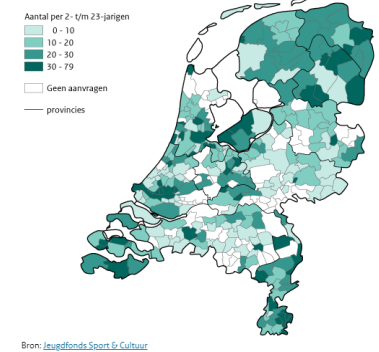 Aantal per 2- t/m 23-jarigen
0 - 10
10 - 20
20 - 30
30 - 79
Geen aanvragen
provincies
Bron: Jeugdfonds Sport & Cultuur